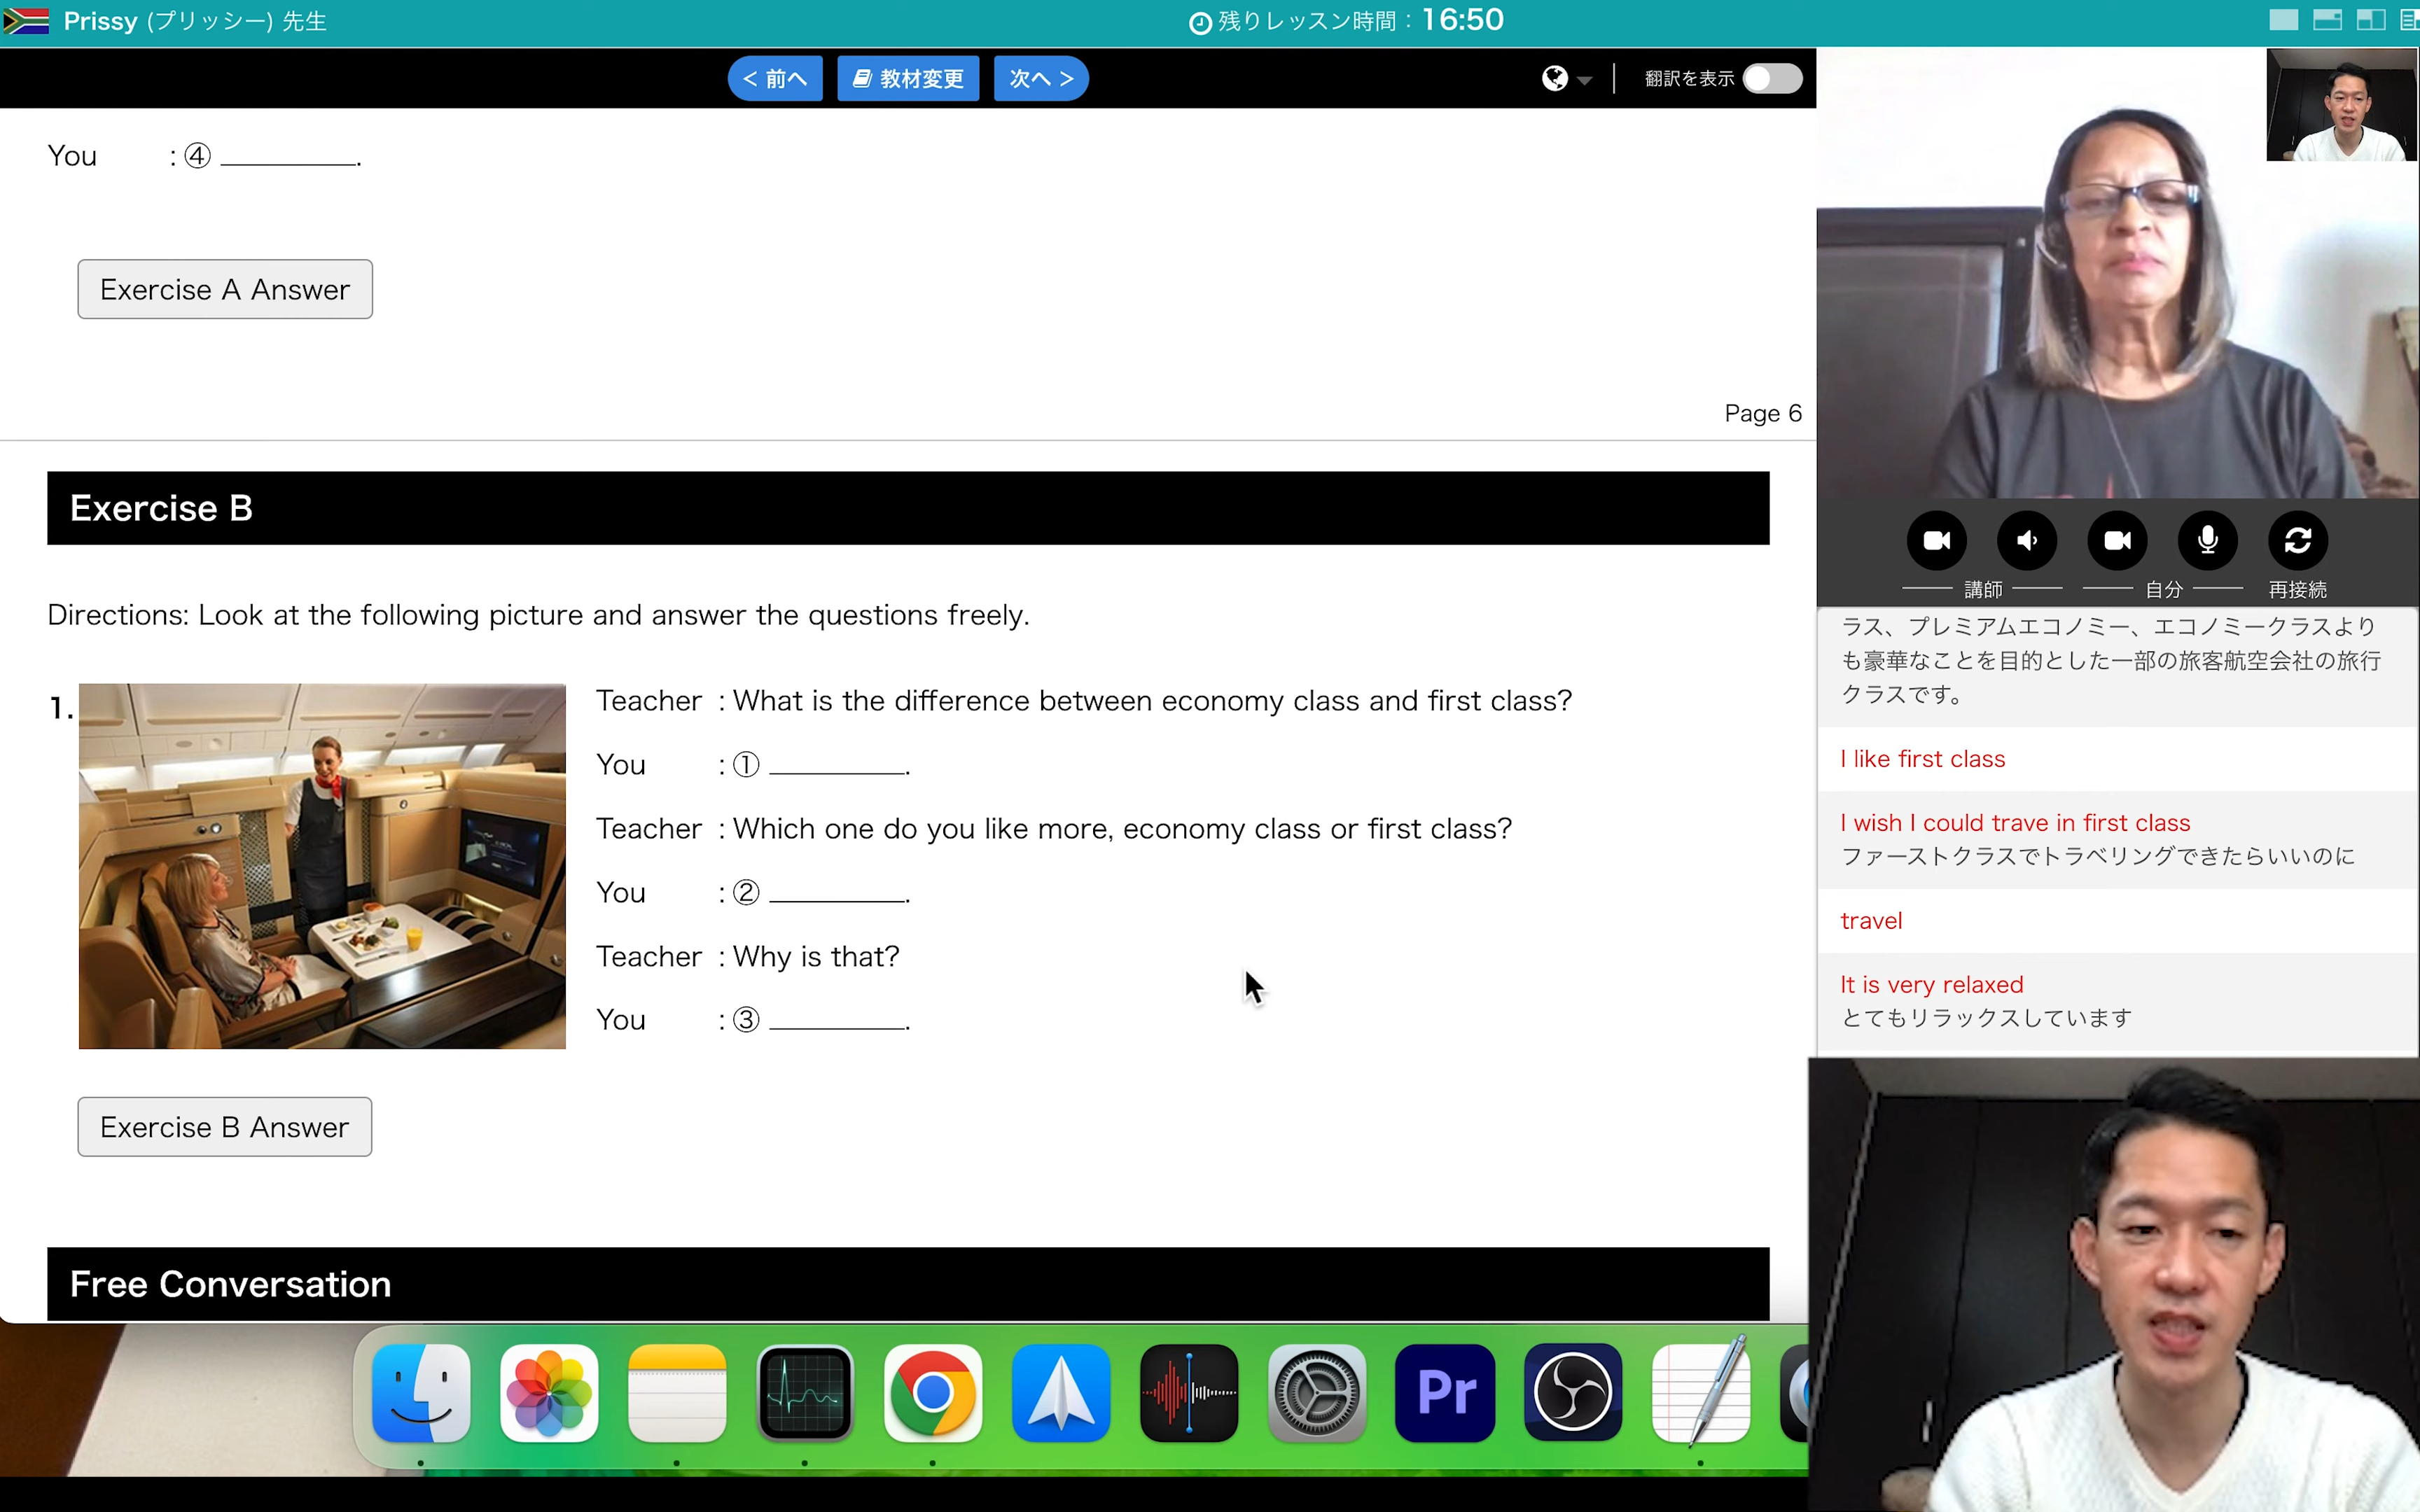 Prissy (プリッシー) 先生
残りレッスン時間 : 16:50
< 前へ
教材変更
次へ >
翻訳を表示
You : ④ ________.
Exercise A Answer
Page 6
Exercise B
Directions: Look at the following picture and answer the questions freely.
1.
Teacher : What is the difference between economy class and first class?
You : ① ________.
Teacher : Which one do you like more, economy class or first class?
You : ② ________.
Teacher : Why is that?
You : ③ ________.
Exercise B Answer
Free Conversation
講師
自分
再接続
ラス、プレミアムエコノミー、エコノミークラスより
も豪華なことを目的とした一部の旅客航空会社の旅行
クラスです。
I like first class
I wish I could trave in first class
ファーストクラスでトラベリングできたらいいのに
travel
It is very relaxed
とてもリラックスしています
Pr